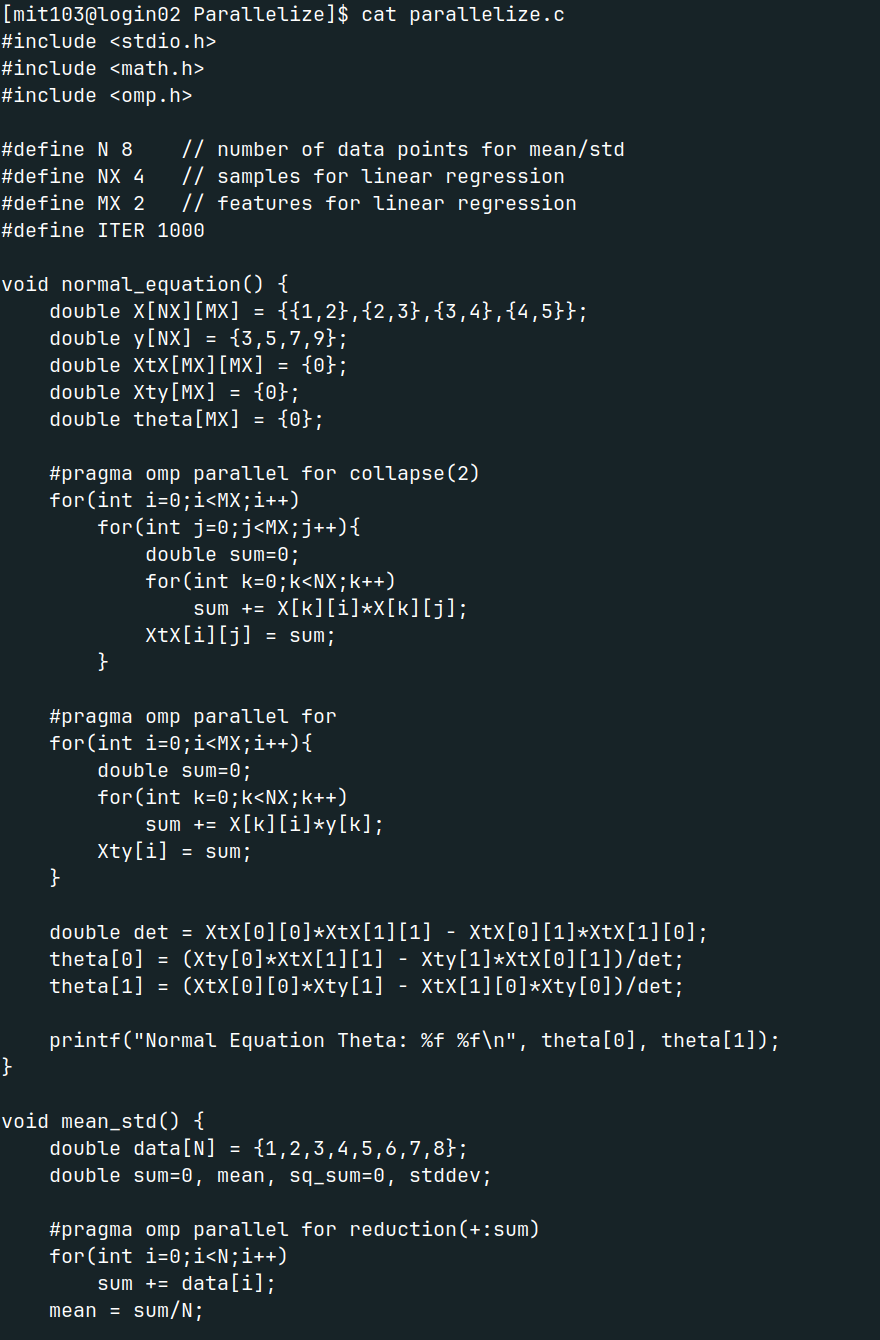 [mit103@login02 Parallelize]$ cat parallelize.c
#include <stdio.h>
#include <math.h>
#include <omp.h>

#define N 8    // number of data points for mean/std
#define NX 4   // samples for linear regression
#define MX 2   // features for linear regression
#define ITER 1000

void normal_equation() {
    double X[NX][MX] = {{1,2},{2,3},{3,4},{4,5}};
    double y[NX] = {3,5,7,9};
    double XtX[MX][MX] = {0};
    double Xty[MX] = {0};
    double theta[MX] = {0};

    #pragma omp parallel for collapse(2)
    for(int i=0;i<MX;i++)
        for(int j=0;j<MX;j++){
            double sum=0;
            for(int k=0;k<NX;k++)
                sum += X[k][i]*X[k][j];
            XtX[i][j] = sum;
        }

    #pragma omp parallel for
    for(int i=0;i<MX;i++){
        double sum=0;
        for(int k=0;k<NX;k++)
            sum += X[k][i]*y[k];
        Xty[i] = sum;
    }

    double det = XtX[0][0]*XtX[1][1] - XtX[0][1]*XtX[1][0];
    theta[0] = (Xty[0]*XtX[1][1] - Xty[1]*XtX[0][1])/det;
    theta[1] = (XtX[0][0]*Xty[1] - XtX[1][0]*Xty[0])/det;

    printf("Normal Equation Theta: %f %f\n", theta[0], theta[1]);
}

void mean_std() {
    double data[N] = {1,2,3,4,5,6,7,8};
    double sum=0, mean, sq_sum=0, stddev;

    #pragma omp parallel for reduction(+:sum)
    for(int i=0;i<N;i++)
        sum += data[i];
    mean = sum/N;